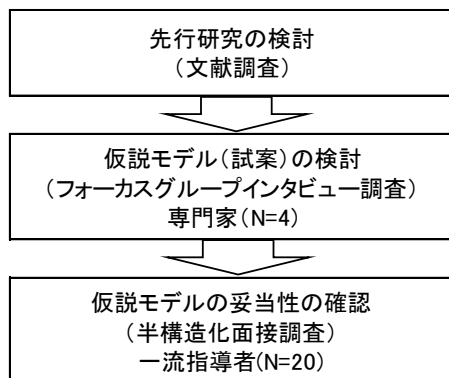 先行研究の検討
（文献調査）
仮説モデル（試案）の検討
（フォーカスグループインタビュー調査）
専門家（N=4）
仮説モデルの妥当性の確認
（半構造化面接調査）
一流指導者(N=20）